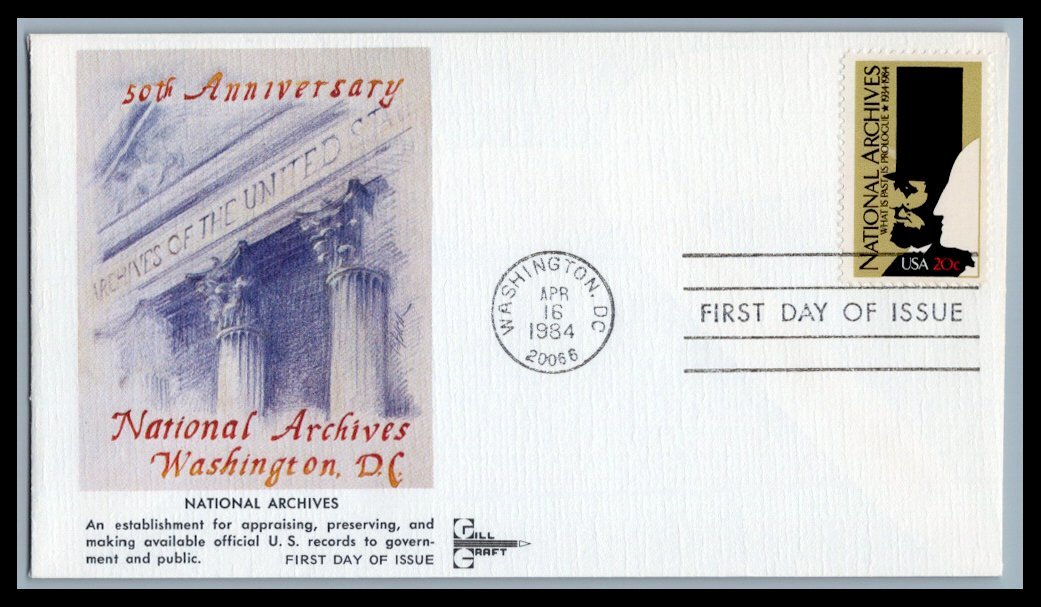 50th Anniversary
ARCHIVES OF THE UNITED STA
National Archives
Washington, D.C.
NATIONAL ARCHIVES
An establishment for appraising, preserving, and
making available official U. S. records to govern-
ment and public. FIRST DAY OF ISSUE
GILL
CRAFT
WASHINGTON, DC
APR
16
1984
20066
NATIONAL ARCHIVES
WHAT IS PAST IS PROLOGUE ★ 1934-1984
USA 20c
FIRST DAY OF ISSUE